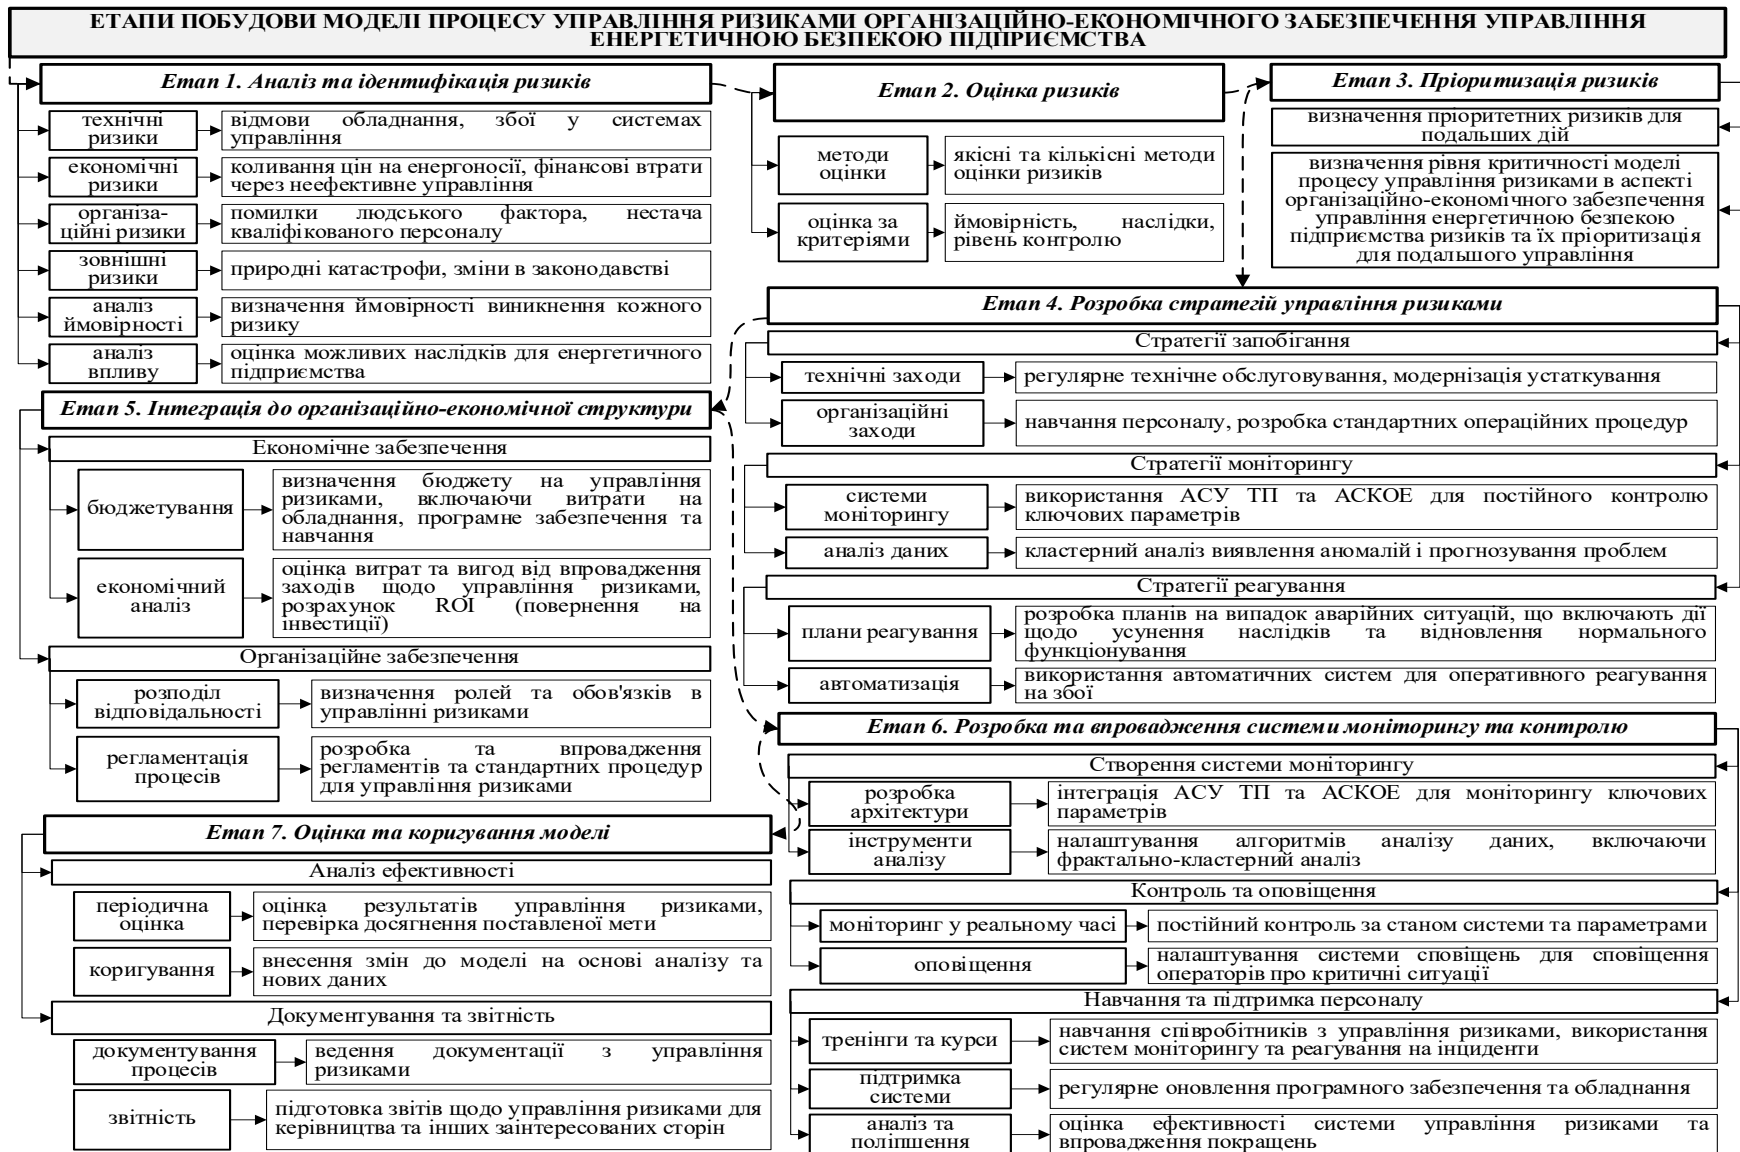 ЕТАПИ ПОБУДОВИ МОДЕЛІ ПРОЦЕСУ УПРАВЛІННЯ РИЗИКАМИ ОРГАНІЗАЦІЙНО-ЕКОНОМІЧНОГО ЗАБЕЗПЕЧЕННЯ УПРАВЛІННЯ
ЕНЕРГЕТИЧНОЮ БЕЗПЕКОЮ ПІДПРИЄМСТВА
Етап 1. Аналіз та ідентифікація ризиків
технічні
ризики
відмови обладнання, збої у системах
управління
економічні
ризики
коливання цін на енергоносії, фінансові втрати
через неефективне управління
організа-
ційні ризики
помилки людського фактора, нестача
кваліфікованого персоналу
зовнішні
ризики
природні катастрофи, зміни в законодавстві
аналіз
ймовірності
визначення ймовірності виникнення кожного
ризику
аналіз
впливу
оцінка можливих наслідків для енергетичного
підприємства
Етап 2. Оцінка ризиків
методи
оцінки
якісні та кількісні методи
оцінки ризиків
оцінка за
критеріями
ймовірність, наслідки,
рівень контролю
Етап 3. Пріоритизація ризиків
визначення пріоритетних ризиків для
подальших дій
визначення рівня критичності моделі
процесу управління ризиками в аспекті
організаційно-економічного забезпечення
управління енергетичною безпекою
підприємства ризиків та їх пріоритизація
для подальшого управління
Етап 4. Розробка стратегій управління ризиками
Стратегії запобігання
технічні заходи
регулярне технічне обслуговування, модернізація устаткування
організаційні
заходи
навчання персоналу, розробка стандартних операційних процедур
Стратегії моніторингу
системи
моніторингу
використання АСУ ТП та АСКОЕ для постійного контролю
ключових параметрів
аналіз даних
кластерний аналіз виявлення аномалій і прогнозування проблем
Стратегії реагування
плани реагування
розробка планів на випадок аварійних ситуацій, що включають дії
щодо усунення наслідків та відновлення нормального
функціонування
автоматизація
використання автоматичних систем для оперативного реагування
на збої
Етап 5. Інтеграція до організаційно-економічної структури
Економічне забезпечення
бюджетування
визначення бюджету на управління
ризиками, включаючи витрати на
обладнання, програмне забезпечення та
навчання
економічний
аналіз
оцінка витрат та вигод від впровадження
заходів щодо управління ризиками,
розрахунок ROI (повернення на
інвестиції)
Організаційне забезпечення
розподіл
відповідальності
визначення ролей та обов'язків в
управлінні ризиками
регламентація
процесів
розробка та впровадження
регламентів та стандартних процедур
для управління ризиками
Етап 6. Розробка та впровадження системи моніторингу та контролю
Створення системи моніторингу
розробка
архітектури
інтеграція АСУ ТП та АСКОЕ для моніторингу ключових
параметрів
інструменти
аналізу
налаштування алгоритмів аналізу даних, включаючи
фрактально-кластерний аналіз
Контроль та оповіщення
моніторинг у реальному часі
постійний контроль за станом системи та параметрами
оповіщення
налаштування системи сповіщень для сповіщення
операторів про критичні ситуації
Навчання та підтримка персоналу
тренінги та курси
навчання співробітників з управління ризиками, використання
систем моніторингу та реагування на інциденти
підтримка
системи
регулярне оновлення програмного забезпечення та обладнання
аналіз та
поліпшення
оцінка ефективності системи управління ризиками та
впровадження покращень
Етап 7. Оцінка та коригування моделі
Аналіз ефективності
періодична
оцінка
оцінка результатів управління ризиками,
перевірка досягнення поставленої мети
коригування
внесення змін до моделі на основі аналізу та
нових даних
Документування та звітність
документування
процесів
ведення документації з управління
ризиками
звітність
підготовка звітів щодо управління ризиками для
керівництва та інших заінтересованих сторін